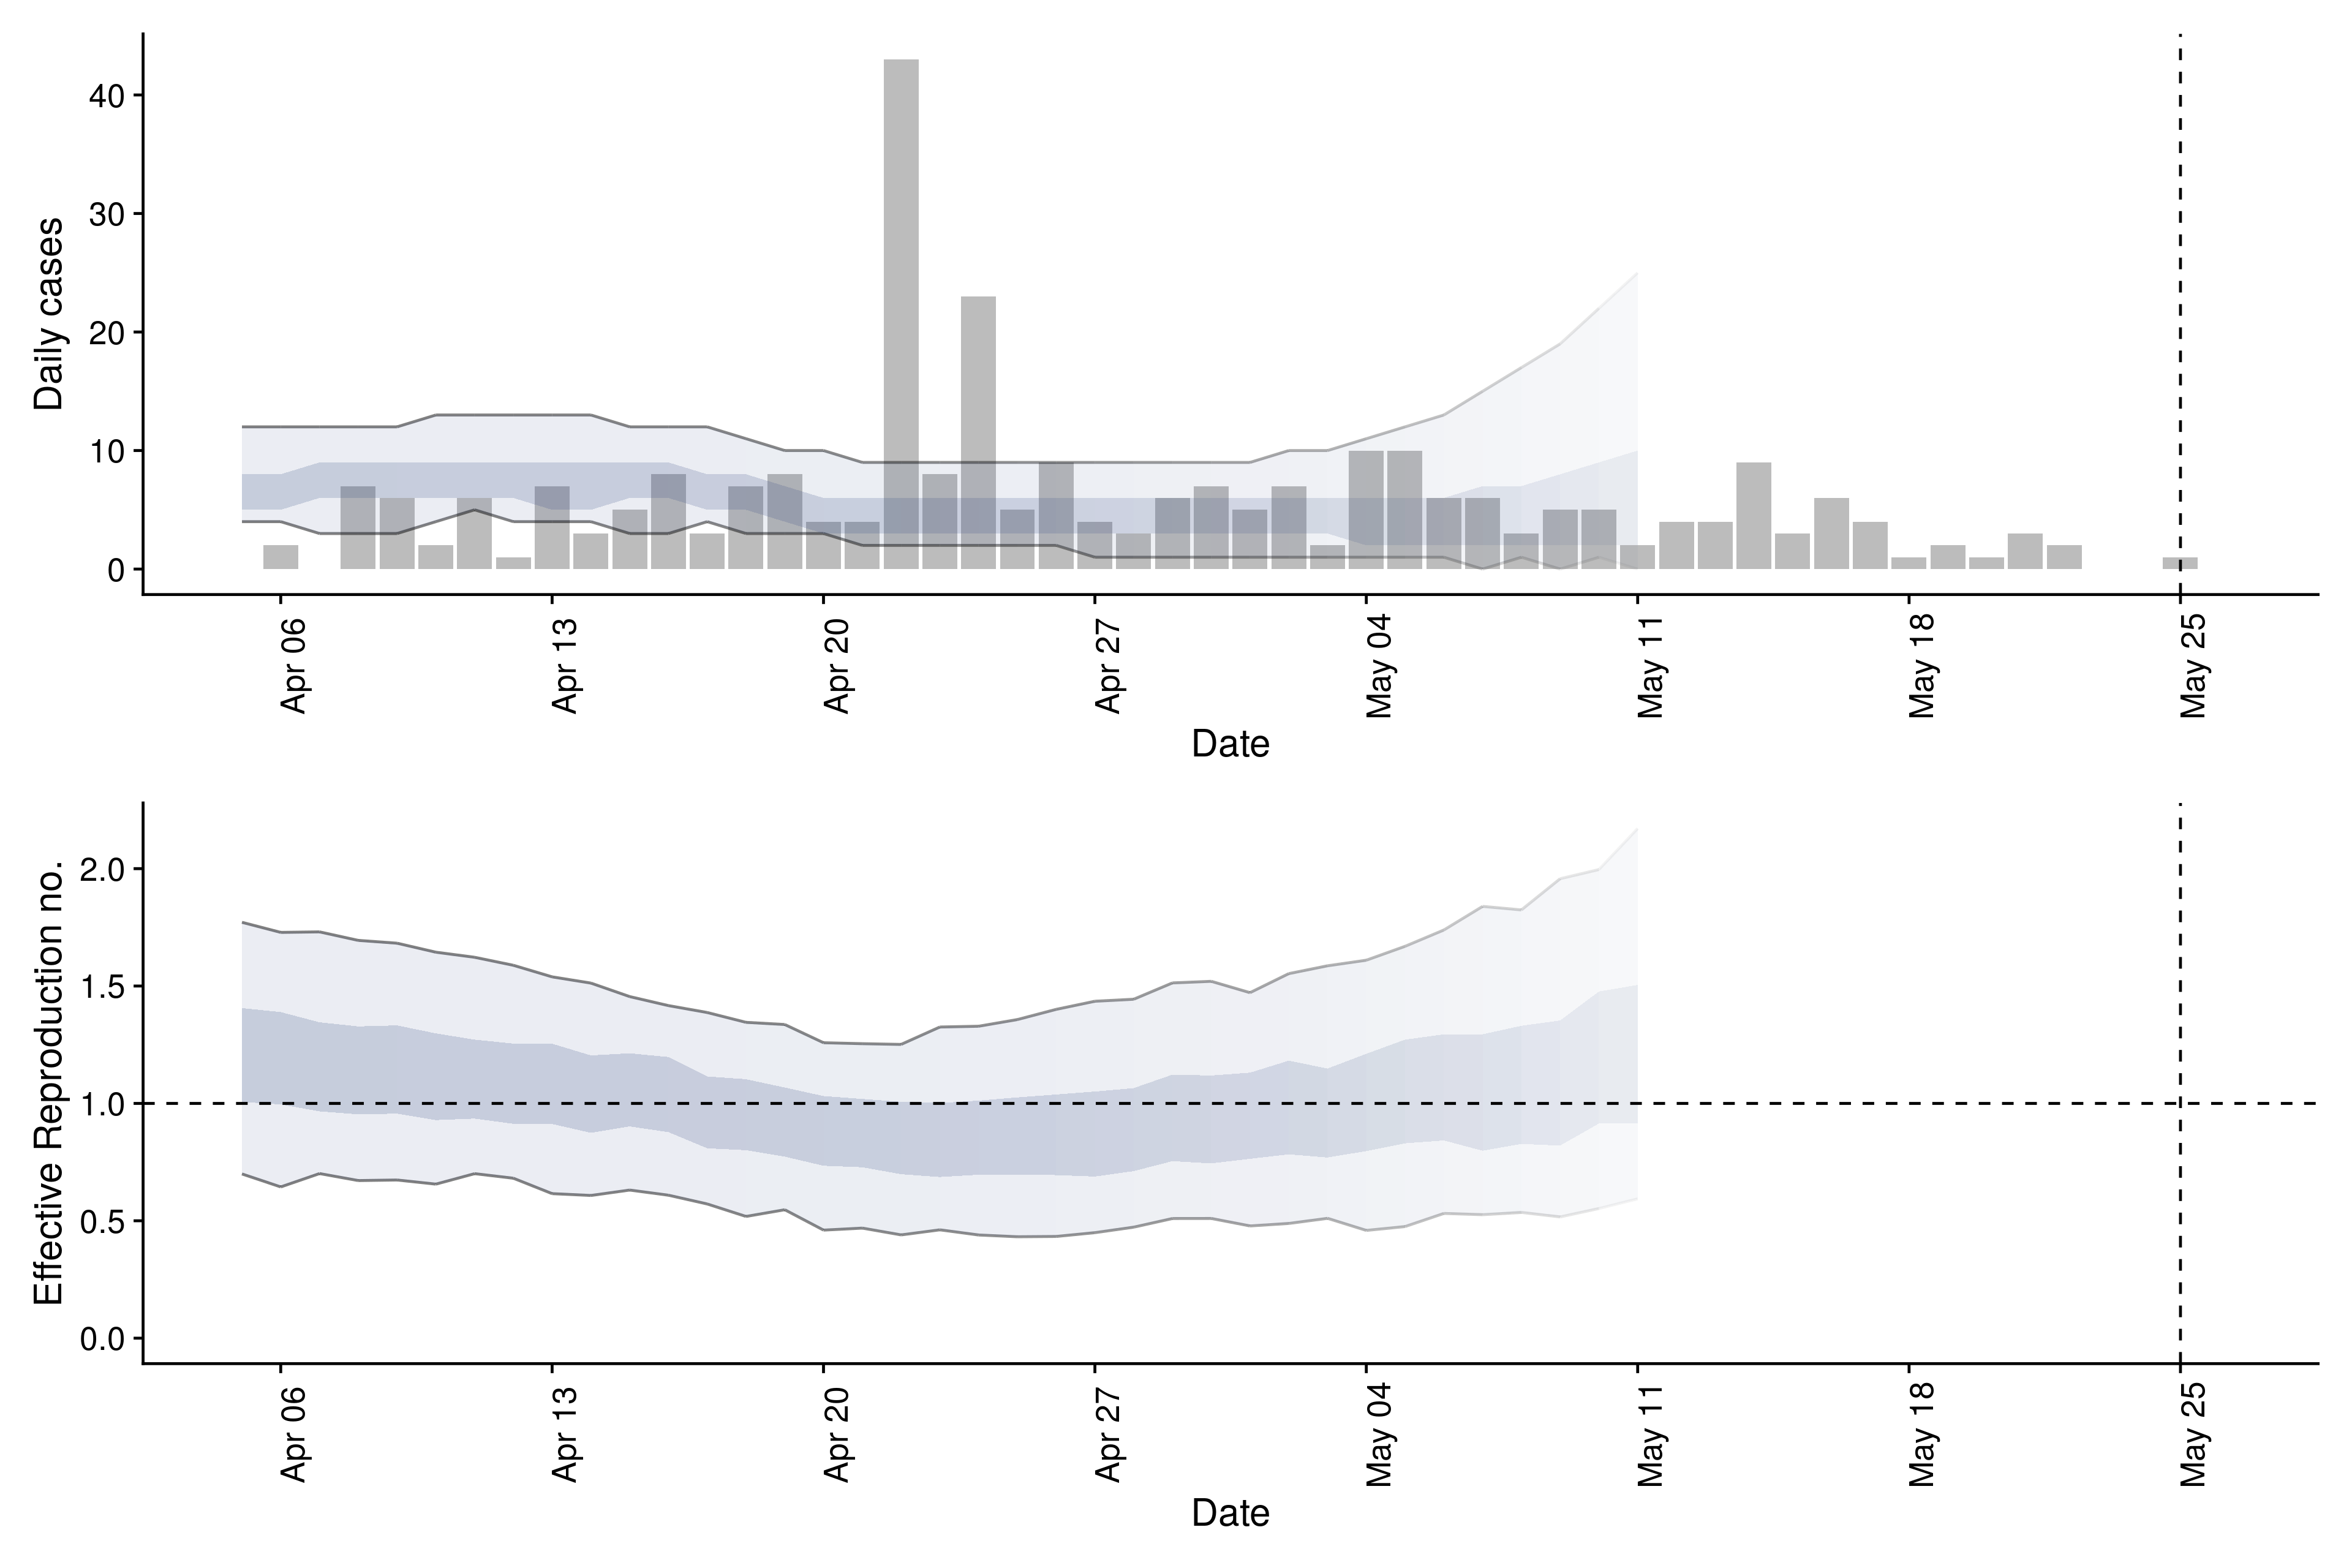 Daily cases
40
30
20
10
0
Apr 06
Apr 13
Apr 20
Apr 27
May 04
May 11
May 18
May 25
Date
Effective Reproduction no.
2.0
1.5
1.0
0.5
0.0
Apr 06
Apr 13
Apr 20
Apr 27
May 04
May 11
May 18
May 25
Date